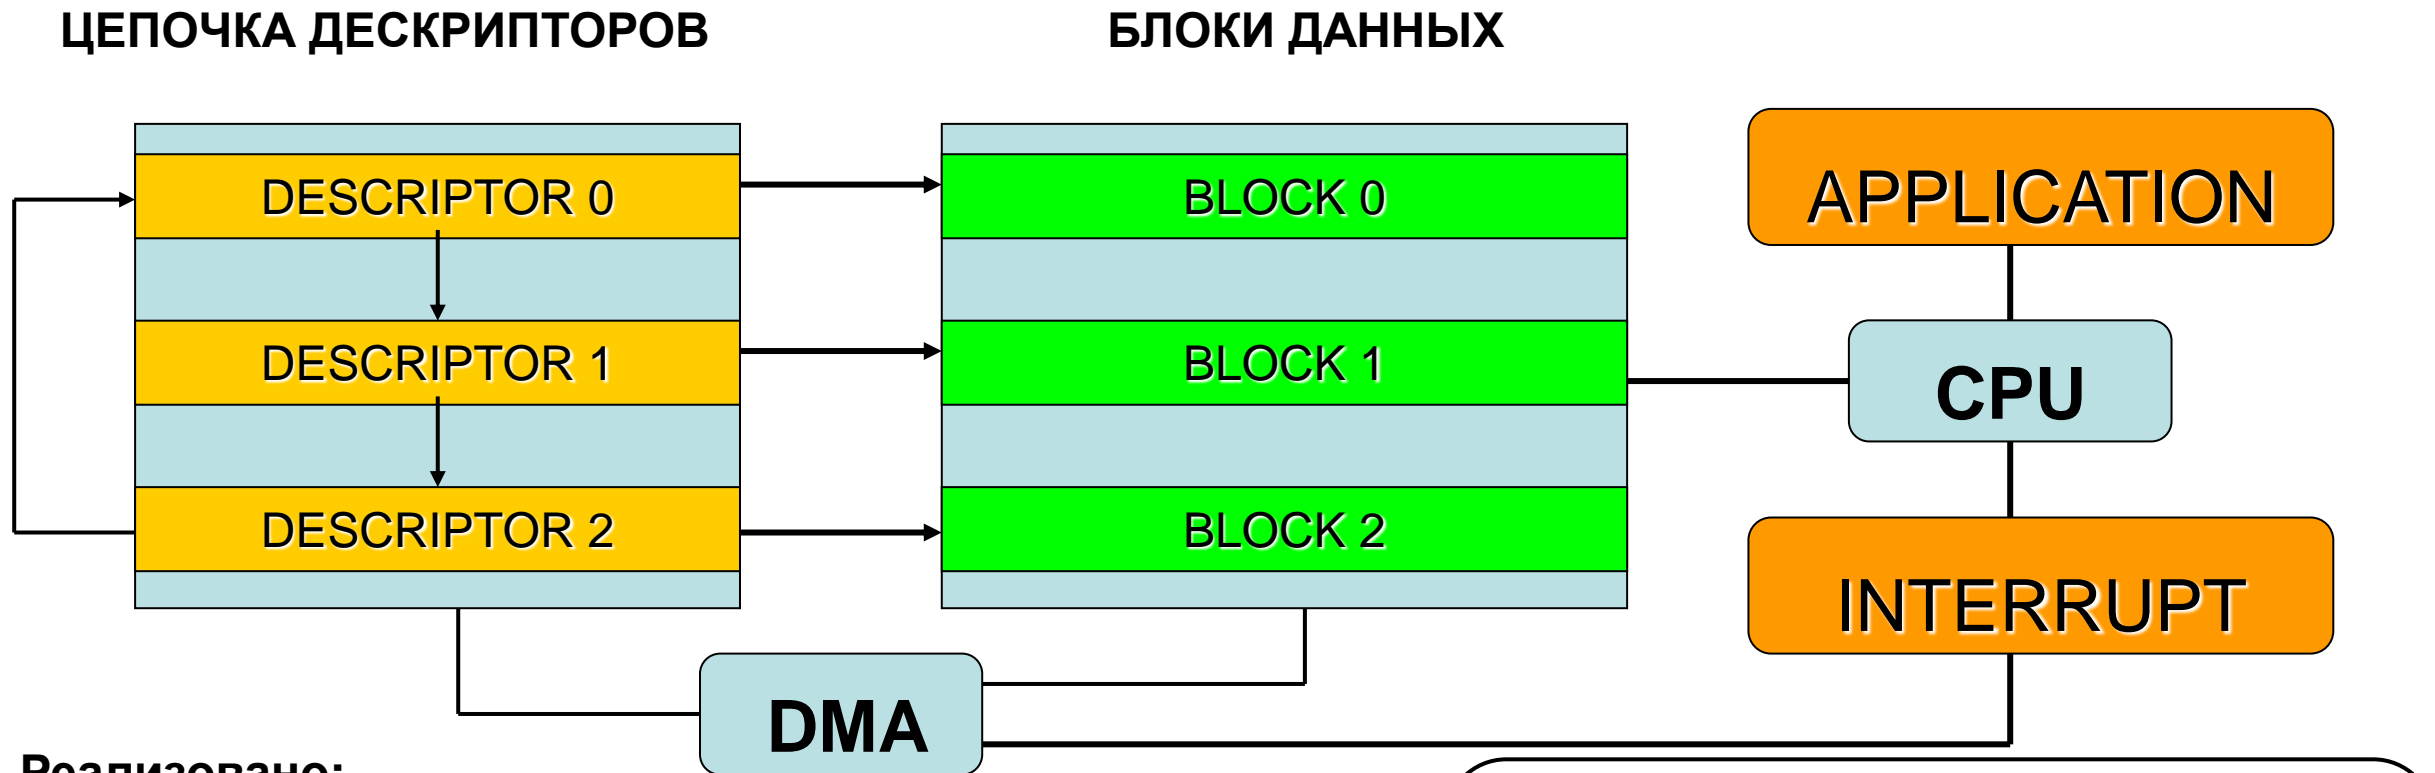 ЦЕПОЧКА ДЕСКРИПТОРОВ
БЛОКИ ДАННЫХ
DESCRIPTOR 0
BLOCK 0
APPLICATION
DESCRIPTOR 1
BLOCK 1
CPU
DESCRIPTOR 2
BLOCK 2
INTERRUPT
DMA
Реализовано: